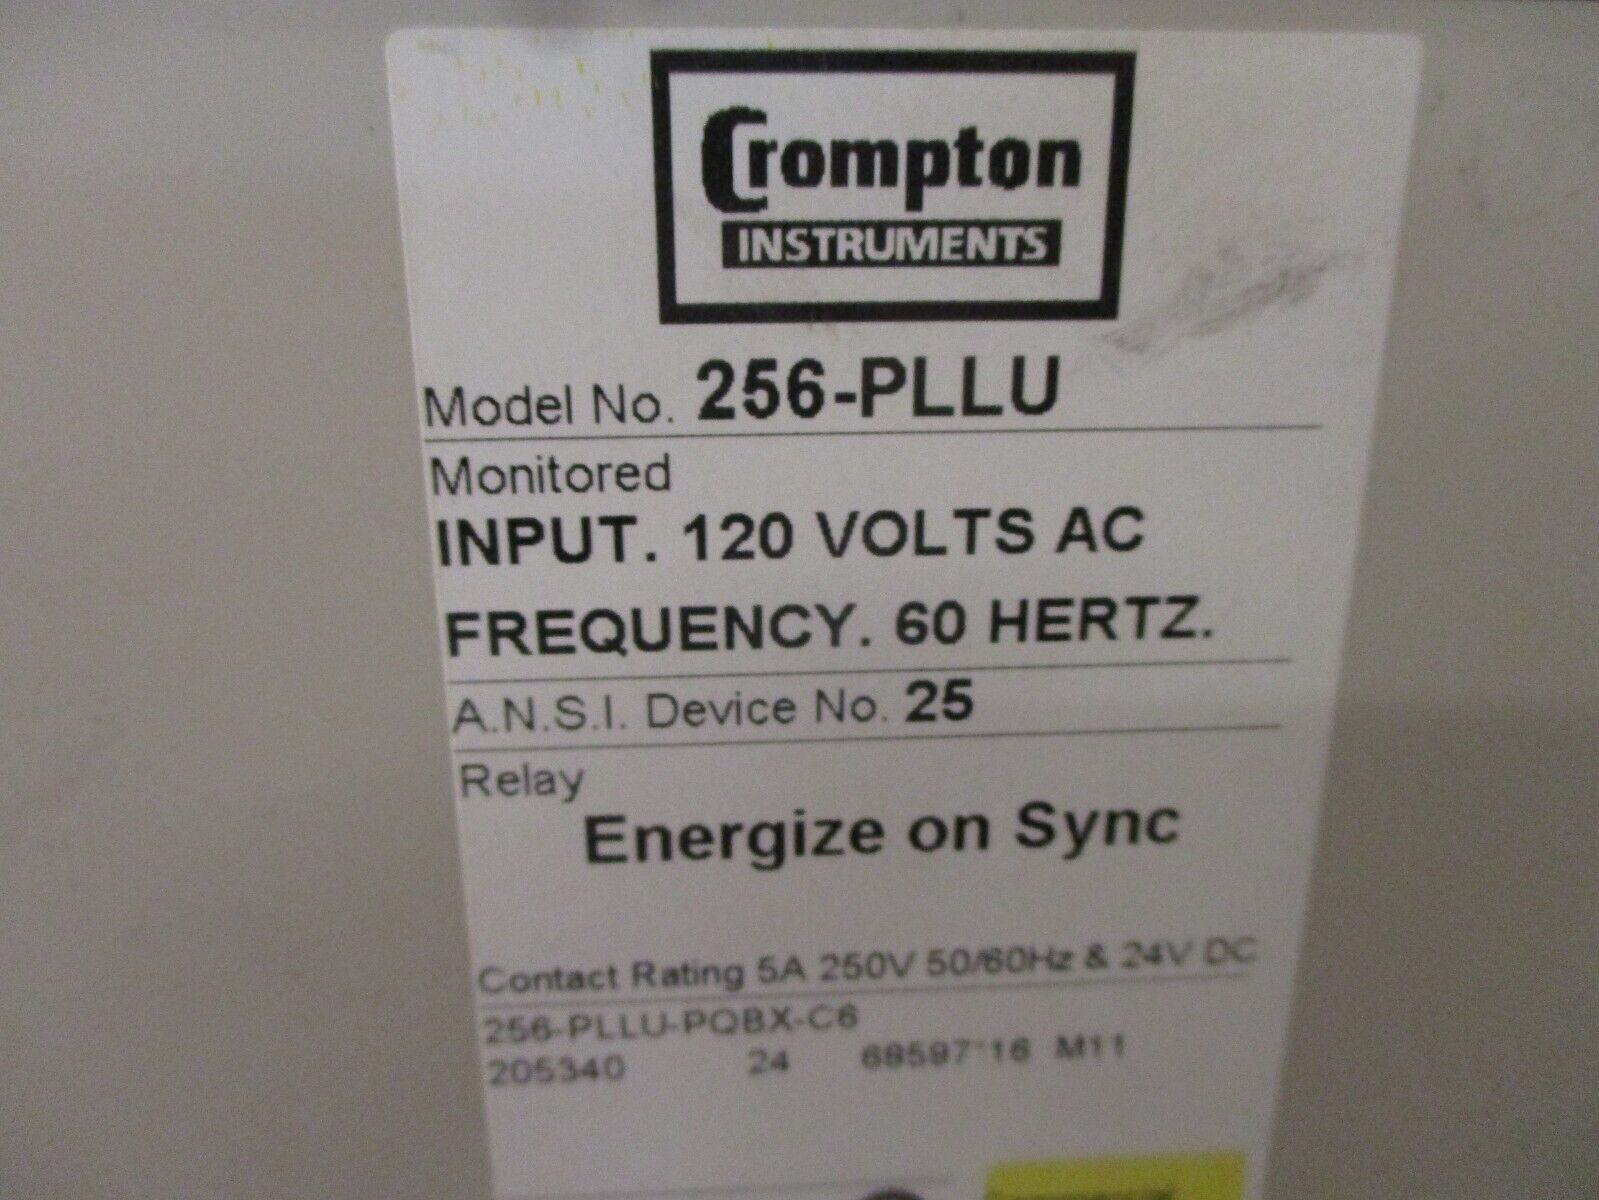 Crompton
INSTRUMENTS
Model No. 256-PLLU
Monitored
INPUT. 120 VOLTS AC
FREQUENCY. 60 HERTZ.
A.N.S.I. Device No. 25
Relay
Energize on Sync
Contact Rating 5A 250V 50/60Hz & 24V DC
256-PLLU-PQBX-C6
205340 24 68597*16 M11